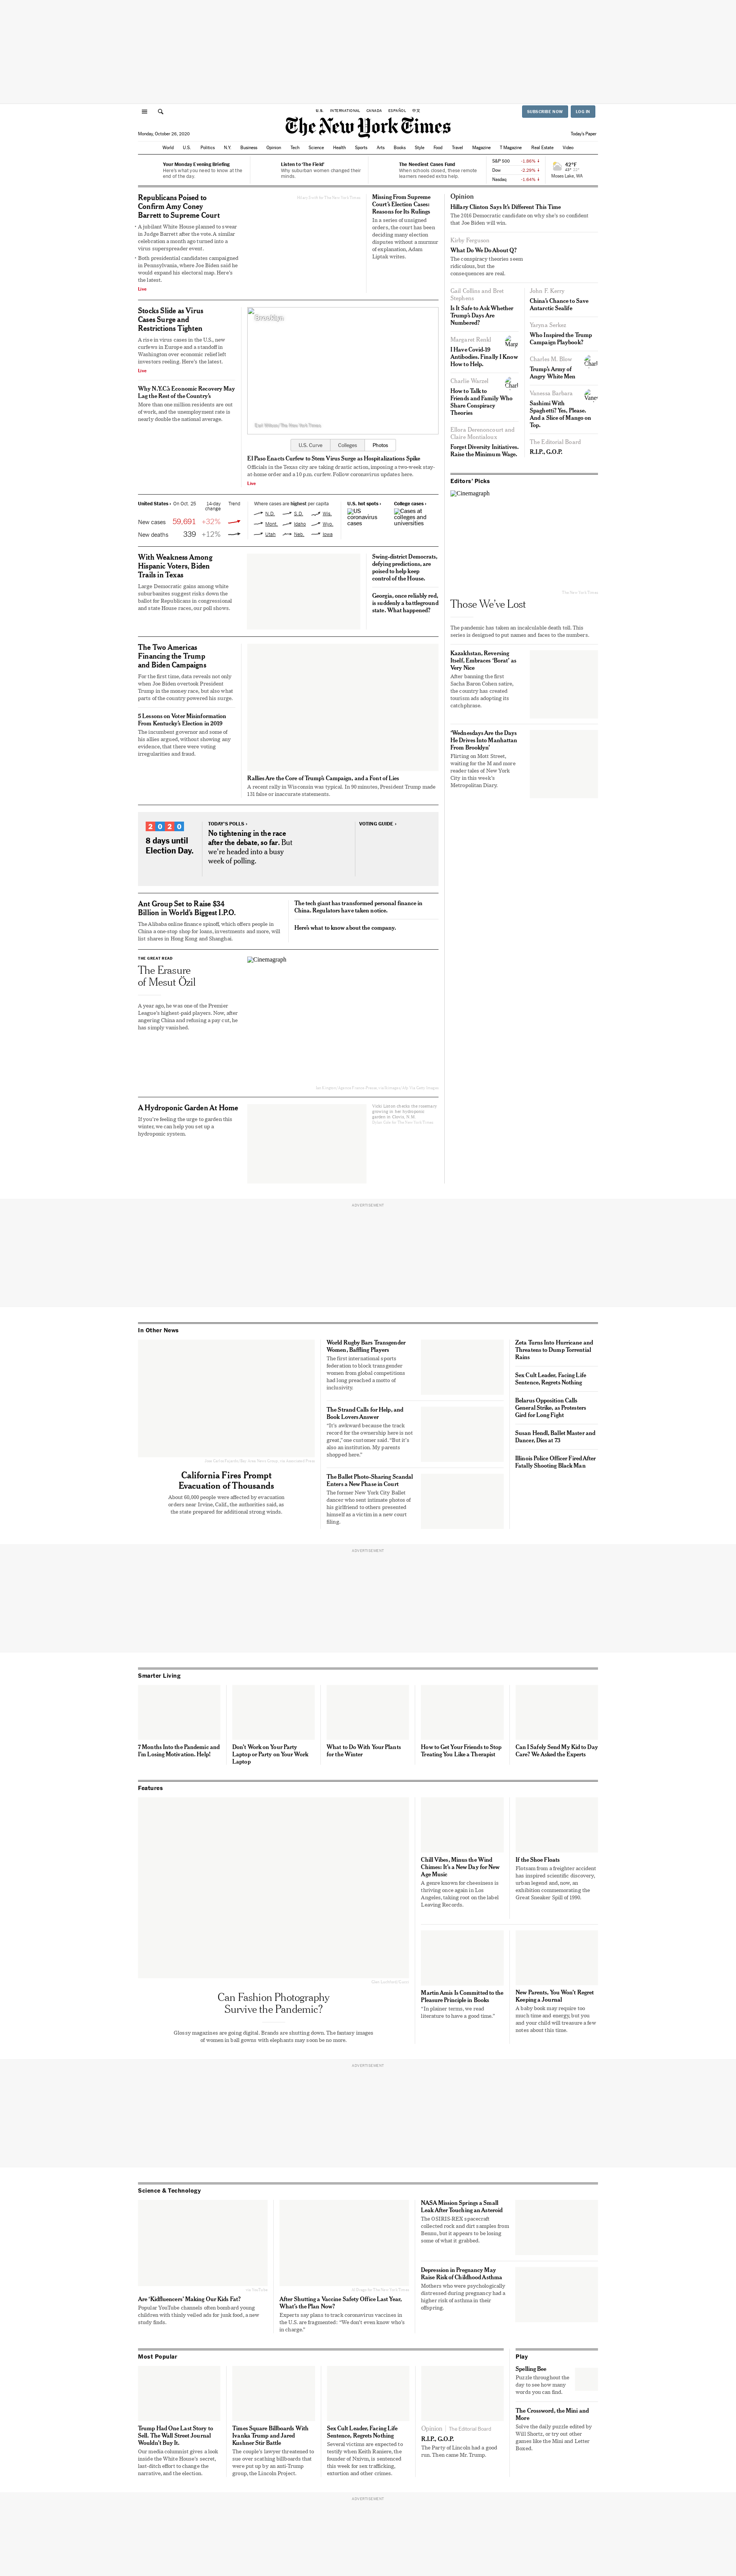 U.S. INTERNATIONAL CANADA ESPAÑOL 中文
SUBSCRIBE NOW LOG IN
The New York Times
Monday, October 26, 2020
Today's Paper
World U.S. Politics N.Y. Business Opinion Tech Science Health Sports Arts Books Style Food Travel Magazine T Magazine Real Estate Video
Your Monday Evening Briefing
Here's what you need to know at the
end of the day.
Listen to 'The Field'
Why suburban women changed their
minds.
The Neediest Cases Fund
When schools closed, these remote
learners needed extra help.
S&P 500 -1.86% ↓
Dow -2.29% ↓
Nasdaq -1.64% ↓
42°F
Moses Lake, WA
Republicans Poised to
Confirm Amy Coney
Barrett to Supreme Court
• A jubilant White House planned to swear
in Judge Barrett after the vote. A similar
celebration a month ago turned into a
virus superspreader event.
• Both presidential candidates campaigned
in Pennsylvania, where Joe Biden said he
would expand his electoral map. Here's
the latest.
Live
Missing From Supreme
Court's Election Cases:
Reasons for Its Rulings
In a series of unsigned
orders, the court has been
deciding many election
disputes without a murmur
of explanation, Adam
Liptak writes.
Stocks Slide as Virus
Cases Surge and
Restrictions Tighten
A rise in virus cases in the U.S., new
curfews in Europe and a standoff in
Washington over economic relief left
investors reeling. Here's the latest.
Live
Why N.Y.C.'s Economic Recovery May
Lag the Rest of the Country's
More than one million residents are out
of work, and the unemployment rate is
nearly double the national average.
Brooklyn
U.S. Curve Colleges Photos
El Paso Enacts Curfew to Stem Virus Surge as Hospitalizations Spike
Officials in the Texas city are taking drastic action, imposing a two-week stay-
at-home order and a 10 p.m. curfew. Follow coronavirus updates here.
Live
United States › On Oct. 25 14-day
change Trend
New cases 59,691 +32%
New deaths 339 +12%
Where cases are highest per capita
N.D. S.D. Wis.
Mont. Idaho Wyo.
Utah Neb. Iowa
U.S. hot spots ›
US
coronavirus
cases
College cases ›
Cases at
colleges and
universities
With Weakness Among
Hispanic Voters, Biden
Trails in Texas
Large Democratic gains among white
suburbanites suggest risks down the
ballot for Republicans in congressional
and state House races, our poll shows.
Swing-district Democrats,
defying predictions, are
poised to help keep
control of the House.
Georgia, once reliably red,
is suddenly a battleground
state. What happened?
The Two Americas
Financing the Trump
and Biden Campaigns
For the first time, data reveals not only
when Joe Biden overtook President
Trump in the money race, but also what
parts of the country powered his surge.
5 Lessons on Voter Misinformation
From Kentucky's Election in 2019
The incumbent governor and some of
his allies argued, without showing any
evidence, that there were voting
irregularities and fraud.
Rallies Are the Core of Trump's Campaign, and a Font of Lies
A recent rally in Wisconsin was typical. In 90 minutes, President Trump made
131 false or inaccurate statements.
2020
8 days until
Election Day.
TODAY'S POLLS ›
No tightening in the race
after the debate, so far. But
we're headed into a busy
week of polling.
VOTING GUIDE ›
Ant Group Set to Raise $34
Billion in World's Biggest I.P.O.
The Alibaba online finance spinoff, which offers people in
China a one-stop shop for loans, investments and more, will
list shares in Hong Kong and Shanghai.
The tech giant has transformed personal finance in
China. Regulators have taken notice.
Here's what to know about the company.
THE GREAT READ
The Erasure
of Mesut Özil
A year ago, he was one of the Premier
League's highest-paid players. Now, after
angering China and refusing a pay cut, he
has simply vanished.
Cinemagraph
A Hydroponic Garden At Home
If you're feeling the urge to garden this
winter, we can help you set up a
hydroponic system.
Opinion
Hillary Clinton Says It's Different This Time
The 2016 Democratic candidate on why she's so confident
that Joe Biden will win.
Kirby Ferguson
What Do We Do About Q?
The conspiracy theories seem
ridiculous, but the
consequences are real.
Gail Collins and Bret
Stephens
Is It Safe to Ask Whether
Trump's Days Are
Numbered?
Margaret Renkl
I Have Covid-19
Antibodies. Finally I Know
How to Help.
Charlie Warzel
How to Talk to
Friends and Family Who
Share Conspiracy
Theories
Ellora Derenoncourt and
Claire Montialoux
Forget Diversity Initiatives.
Raise the Minimum Wage.
John F. Kerry
China's Chance to Save
Antarctic Sealife
Yaryna Serkez
Who Inspired the Trump
Campaign Playbook?
Charles M. Blow
Trump's Army of
Angry White Men
Vanessa Barbara
Sashimi With
Spaghetti? Yes, Please.
And a Slice of Mango on
Top.
The Editorial Board
R.I.P., G.O.P.
Editors' Picks
Cinemagraph
The New York Times
Those We've Lost
The pandemic has taken an incalculable death toll. This
series is designed to put names and faces to the numbers.
Kazakhstan, Reversing
Itself, Embraces 'Borat' as
Very Nice
After banning the first
Sacha Baron Cohen satire,
the country has created
tourism ads adopting its
catchphrase.
'Wednesdays Are the Days
He Drives Into Manhattan
From Brooklyn'
Flirting on Mott Street,
waiting for the M and more
reader tales of New York
City in this week's
Metropolitan Diary.
ADVERTISEMENT
In Other News
California Fires Prompt
Evacuation of Thousands
About 60,000 people were affected by evacuation
orders near Irvine, Calif., the authorities said, as
the state prepared for additional strong winds.
World Rugby Bars Transgender
Women, Baffling Players
The first international sports
federation to block transgender
women from global competitions
had long preached a motto of
inclusivity.
The Strand Calls for Help, and
Book Lovers Answer
"It's awkward because the track
record for the ownership here is not
great," one customer said. "But it's
also an institution. My parents
shopped here."
The Ballet Photo-Sharing Scandal
Enters a New Phase in Court
The former New York City Ballet
dancer who sent intimate photos of
his girlfriend to others presented
himself as a victim in a new court
filing.
Zeta Turns Into Hurricane and
Threatens to Dump Torrential
Rains
Sex Cult Leader, Facing Life
Sentence, Regrets Nothing
Belarus Opposition Calls
General Strike, as Protesters
Gird for Long Fight
Susan Hendl, Ballet Master and
Dancer, Dies at 73
Illinois Police Officer Fired After
Fatally Shooting Black Man
ADVERTISEMENT
Smarter Living
7 Months Into the Pandemic and
I'm Losing Motivation. Help!
Don't Work on Your Party
Laptop or Party on Your Work
Laptop
What to Do With Your Plants
for the Winter
How to Get Your Friends to Stop
Treating You Like a Therapist
Can I Safely Send My Kid to Day
Care? We Asked the Experts
Features
Can Fashion Photography
Survive the Pandemic?
Glossy magazines are going digital. Brands are shutting down. The fantasy images
of women in ball gowns with elephants may soon be no more.
Chill Vibes, Minus the Wind
Chimes: It's a New Day for New
Age Music
A genre known for cheesiness is
thriving once again in Los
Angeles, taking root on the label
Leaving Records.
If the Shoe Floats
Flotsam from a freighter accident
has inspired scientific discovery,
urban legend and, now, an
exhibition commemorating the
Great Sneaker Spill of 1990.
Martin Amis Is Committed to the
Pleasure Principle in Books
"In plainer terms, we read
literature to have a good time."
New Parents, You Won't Regret
Keeping a Journal
A baby book may require too
much time and energy, but you
and your child will treasure a few
notes about this time.
ADVERTISEMENT
Science & Technology
Are 'Kidfluencers' Making Our Kids Fat?
Popular YouTube channels often bombard young
children with thinly veiled ads for junk food, a new
study finds.
After Shutting a Vaccine Safety Office Last Year,
What's the Plan Now?
Experts say plans to track coronavirus vaccines in
the U.S. are fragmented: "We don't even know who's
in charge."
NASA Mission Springs a Small
Leak After Touching an Asteroid
The OSIRIS-REX spacecraft
collected rock and dirt samples from
Bennu, but it appears to be losing
some of what it grabbed.
Depression in Pregnancy May
Raise Risk of Childhood Asthma
Mothers who were psychologically
distressed during pregnancy had a
higher risk of asthma in their
offspring.
Most Popular
Trump Had One Last Story to
Sell. The Wall Street Journal
Wouldn't Buy It.
Our media columnist gives a look
inside the White House's secret,
last-ditch effort to change the
narrative, and the election.
Times Square Billboards With
Ivanka Trump and Jared
Kushner Stir Battle
The couple's lawyer threatened to
sue over scathing billboards that
were put up by an anti-Trump
group, the Lincoln Project.
Sex Cult Leader, Facing Life
Sentence, Regrets Nothing
Several victims are expected to
testify when Keith Raniere, the
founder of Nxivm, is sentenced
this week for sex trafficking,
extortion and other crimes.
Opinion | The Editorial Board
R.I.P., G.O.P.
The Party of Lincoln had a good
run. Then came Mr. Trump.
Play
Spelling Bee
Puzzle throughout the
day to see how many
words you can find.
The Crossword, the Mini and
More
Solve the daily puzzle edited by
Will Shortz, or try out other
games like the Mini and Letter
Boxed.
ADVERTISEMENT